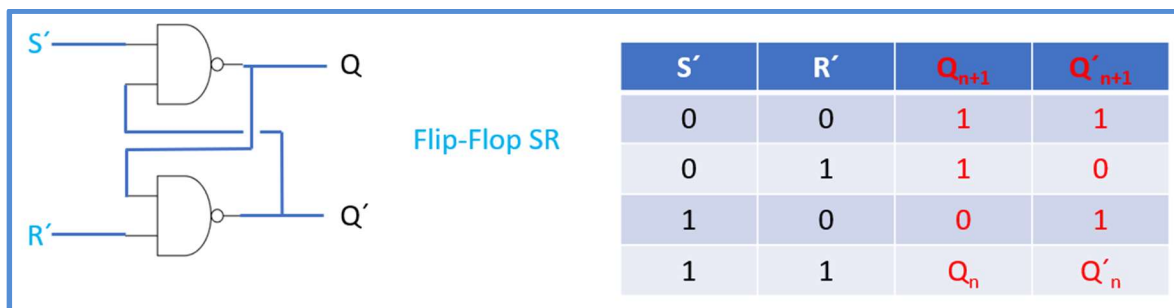 S´
Q
Flip-Flop SR
Q´
R´
S´ R´ Qn+1 Q´n+1
0 0 1 1
0 1 1 0
1 0 0 1
1 1 Qn Q´n